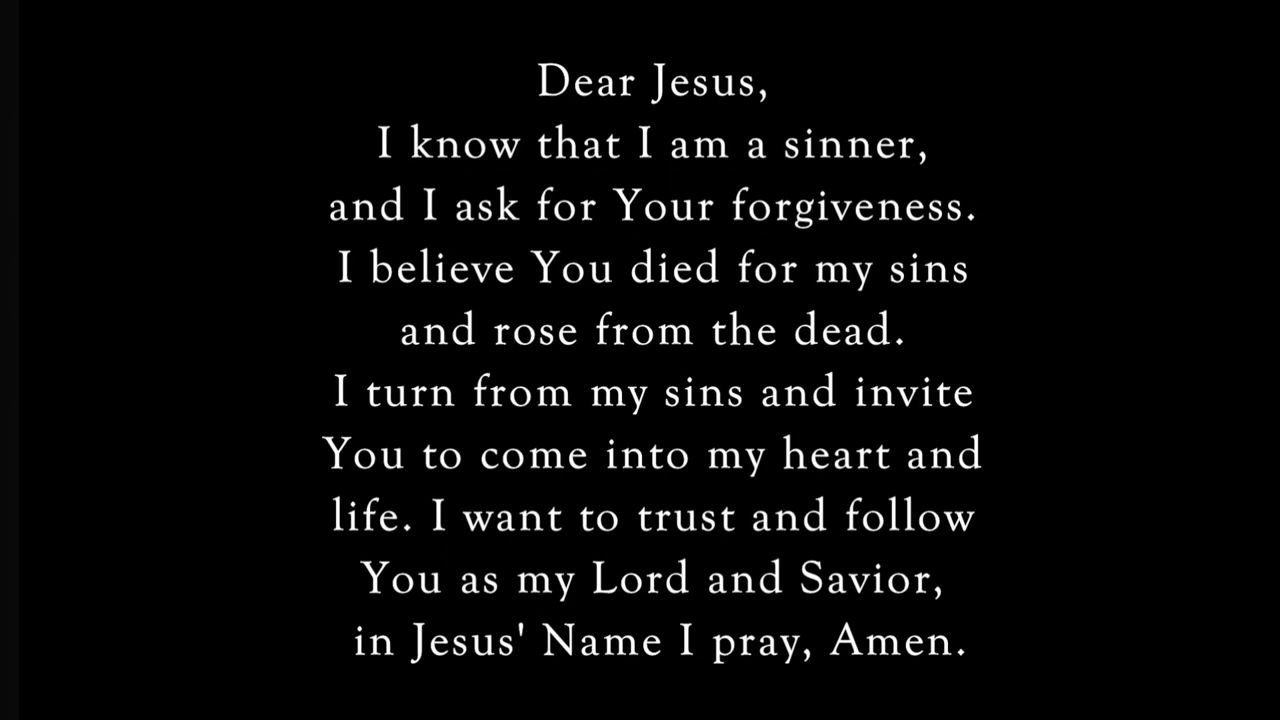 Dear Jesus,
I know that I am a sinner,
and I ask for Your forgiveness.
I believe You died for my sins
and rose from the dead.
I turn from my sins and invite
You to come into my heart and
life. I want to trust and follow
You as my Lord and Savior,
in Jesus' Name I pray, Amen.